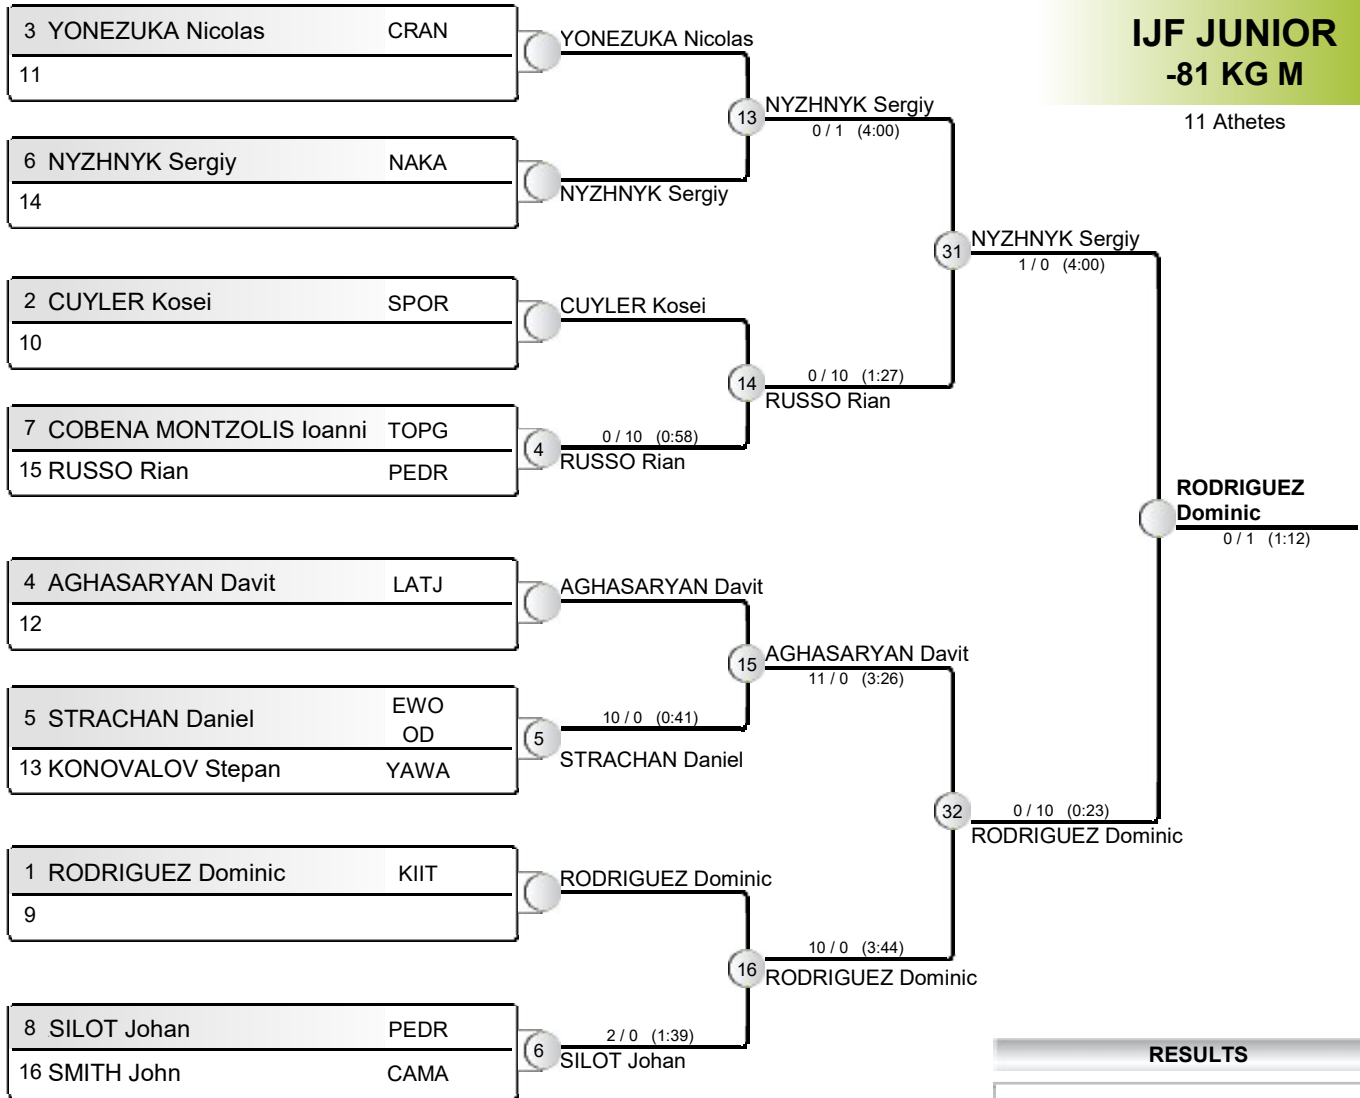 IJF JUNIOR
-81 KG M
11 Athetes
3 YONEZUKA Nicolas CRAN
11
6 NYZHNYK Sergiy NAKA
14
2 CUYLER Kosei SPOR
10
7 COBENA MONTZOLIS Ioanni TOPG
15 RUSSO Rian PEDR
4 AGHASARYAN Davit LATJ
12
5 STRACHAN Daniel EWO
OD
13 KONOVALOV Stepan YAWA
1 RODRIGUEZ Dominic KIIT
9
8 SILOT Johan PEDR
16 SMITH John CAMA
YONEZUKA Nicolas
NYZHNYK Sergiy
CUYLER Kosei
4
0 / 10 (0:58)
RUSSO Rian
AGHASARYAN Davit
5
10 / 0 (0:41)
STRACHAN Daniel
RODRIGUEZ Dominic
6
2 / 0 (1:39)
SILOT Johan
13
NYZHNYK Sergiy
0 / 1 (4:00)
14
0 / 10 (1:27)
RUSSO Rian
15
AGHASARYAN Davit
11 / 0 (3:26)
16
10 / 0 (3:44)
RODRIGUEZ Dominic
31
NYZHNYK Sergiy
1 / 0 (4:00)
32
0 / 10 (0:23)
RODRIGUEZ Dominic
RODRIGUEZ
Dominic
0 / 1 (1:12)
RESULTS